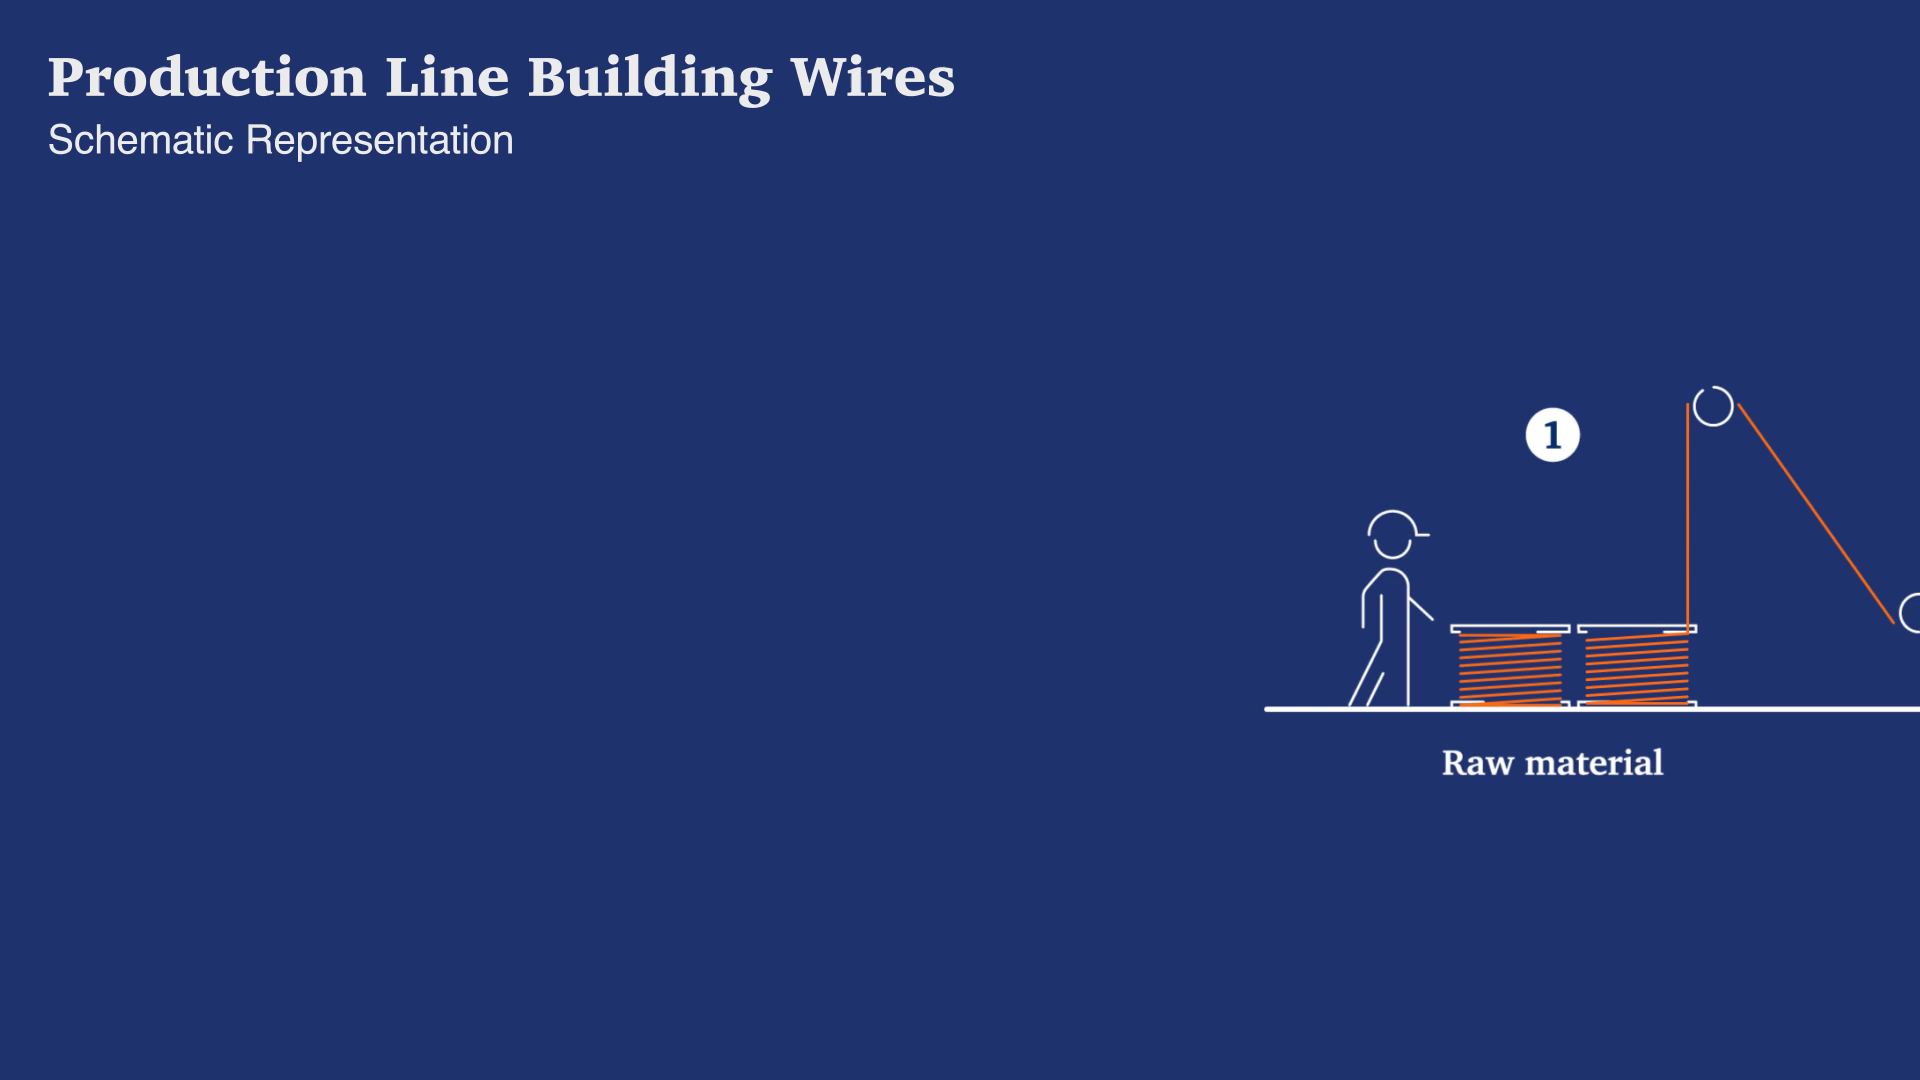 Production Line Building Wires
Schematic Representation
1
Raw material